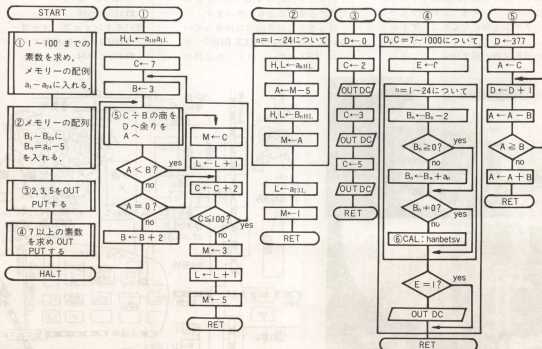 START
① 1～100 までの
素数を求め,
メモリーの配例
a₁～a₂₄に入れる.
②メモリーの配列
B₁～B₂₄に
Bₙ=aₙ-5
を入れる.
③2,3,5をOUT
PUTする
④ 7以上の素数
を求め OUT
PUTする
HALT
①
H,L←a₁ₕa₁ʟ
C←7
B←3
⑤ C÷Bの商を
Dへ余りを
Aへ
A<B?
yes
no
A=0?
yes
no
B←B+2
M←C
L←L+1
C←C+2
C≦100?
yes
no
M←3
L←L+1
M←5
RET
②
n=1～24について
H,L←aₙHL
A←M-5
H,L←BₙHL
M←A
L←a₂₃L
M←1
RET
③
D←0
C←2
OUT DC
C←3
OUT DC
C←5
OUT DC
RET
④
D,C=7～1000について
n=1～24について
Bₙ←Bₙ-2
Bₙ≧0?
yes
no
Bₙ←Bₙ+aₙ
Bₙ≠0?
yes
no
⑥CAL:hanbetsv
E=1?
yes
no
OUT DC
RET
⑤
D←377
A←C
D←D+1
A←A-B
A≧B
no
A←A+B
RET